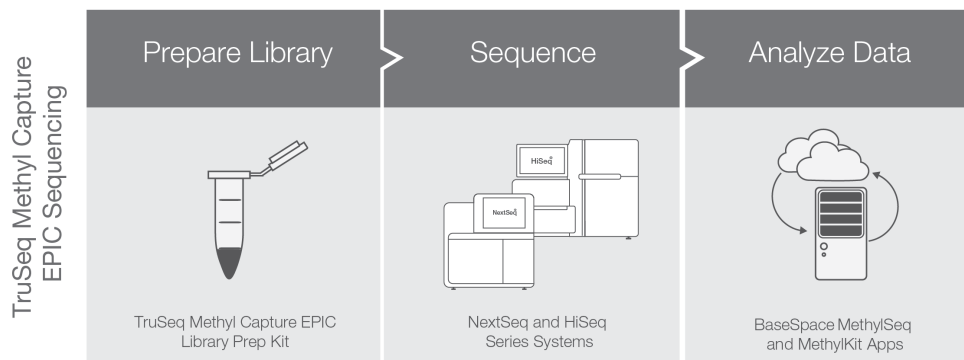 TruSeq Methyl Capture
EPIC Sequencing
Prepare Library
Sequence
Analyze Data
HiSeq
NextSeq
TruSeq Methyl Capture EPIC
Library Prep Kit
NextSeq and HiSeq
Series Systems
BaseSpace MethylSeq
and MethylKit Apps